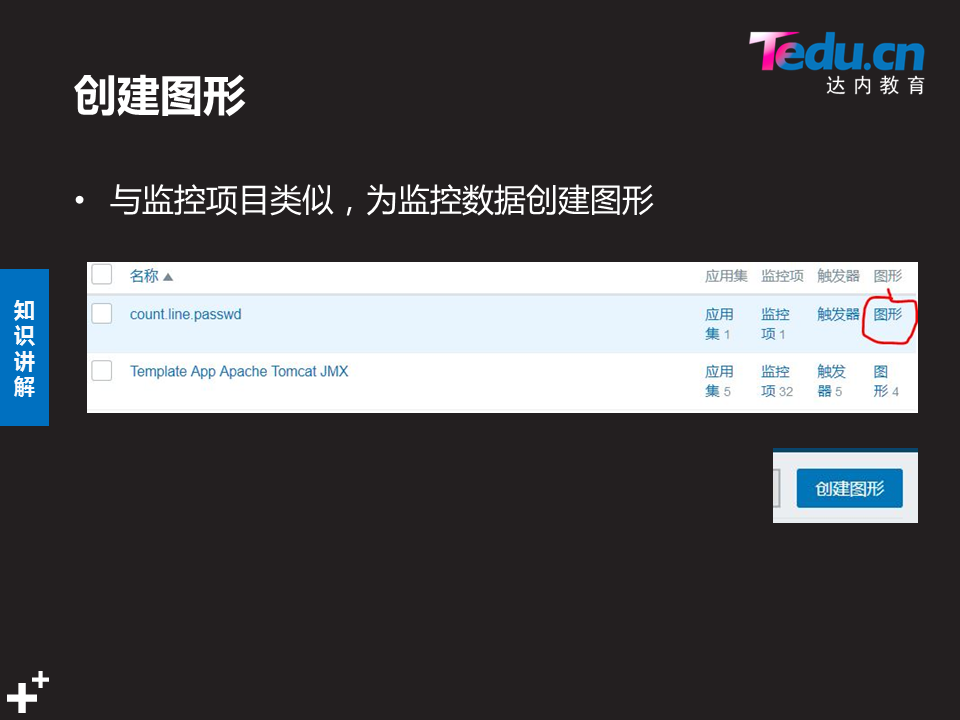 Tedu.cn
达内教育
创建图形
• 与监控项目类似，为监控数据创建图形
知识讲解
名称 应用集 监控项 触发器 图形
count.line.passwd 应用集 1 监控项 1 触发器 图形
Template App Apache Tomcat JMX 应用集 5 监控项 32 触发器 5 图形 4
创建图形